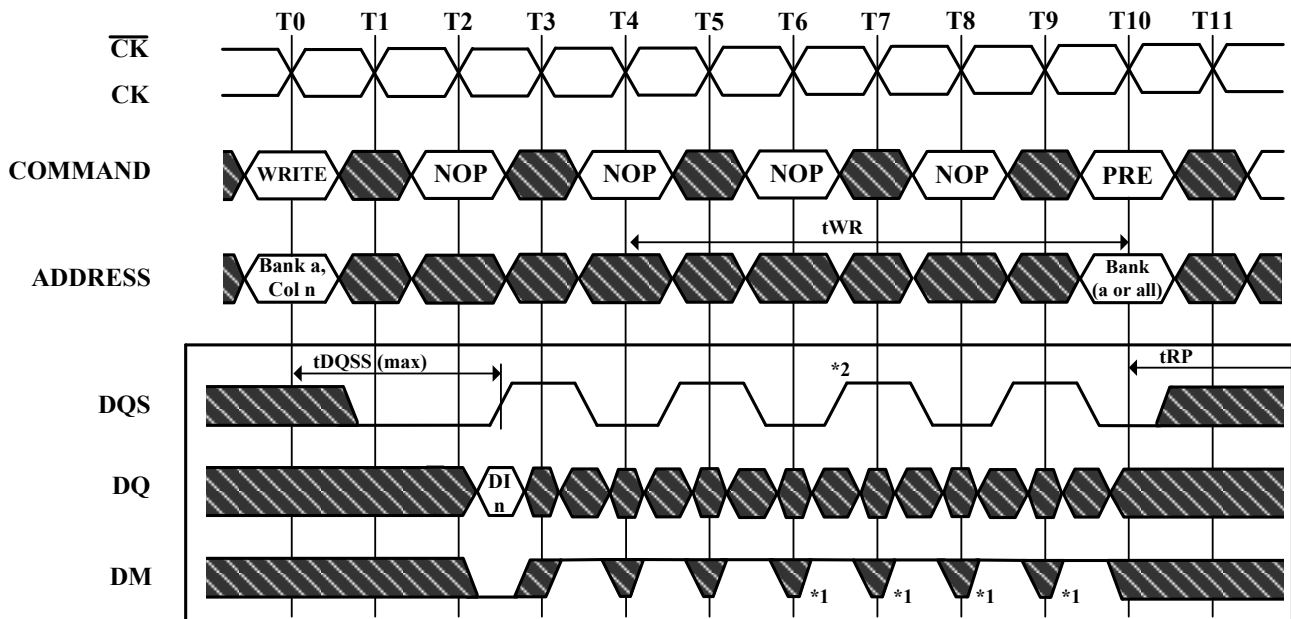 T0 T1 T2 T3 T4 T5 T6 T7 T8 T9 T10 T11
CK
CK
COMMAND
WRITE NOP NOP NOP NOP PRE
tWR
ADDRESS
Bank a,
Col n
Bank
(a or all)
tDQSS (max)
*2
tRP
DQS
DQ
DI
n
DM
*1 *1 *1 *1